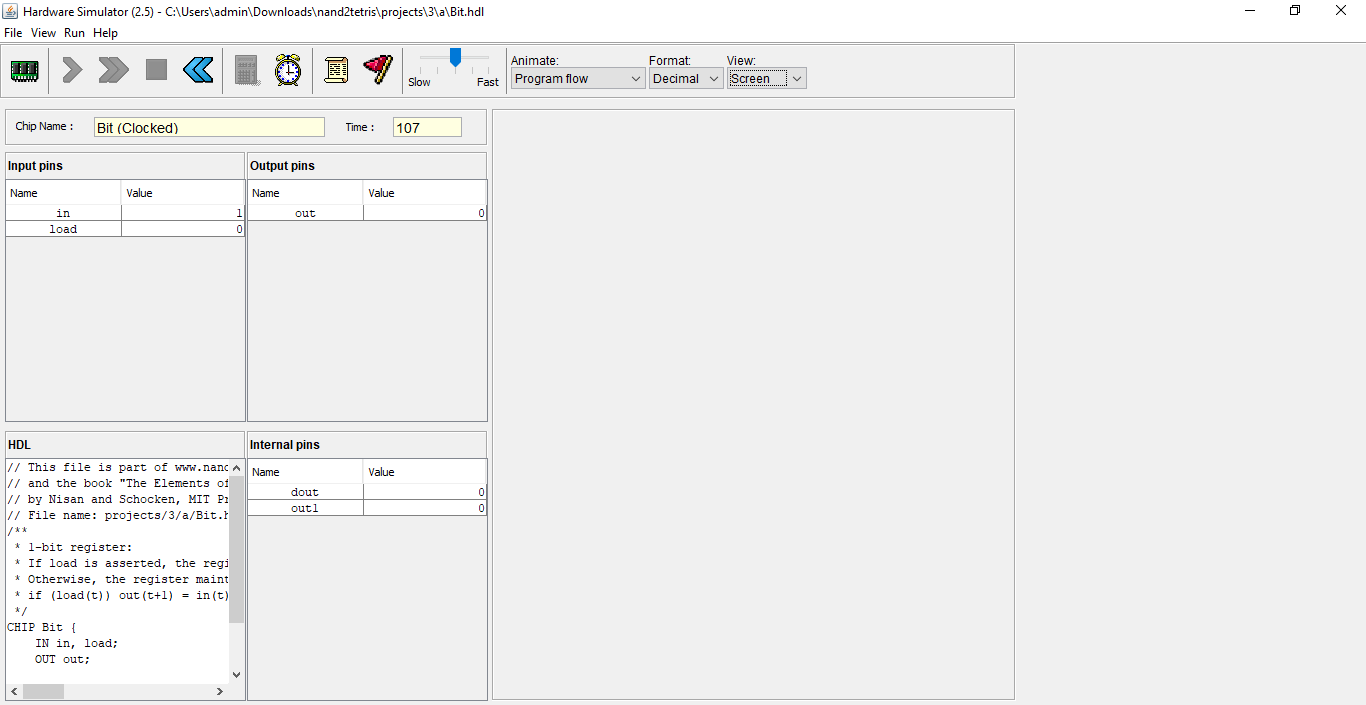 Hardware Simulator (2.5) - C:\Users\admin\Downloads\nand2tetris\projects\3\a\Bit.hdl
File View Run Help
Slow Fast
Animate: Format: View:
Program flow Decimal Screen
Chip Name : Bit (Clocked) Time : 107
Input pins
Name Value
in 1
load 0
Output pins
Name Value
out 0
HDL
// This file is part of www.nand
// and the book "The Elements of
// by Nisan and Schocken, MIT Pr
// File name: projects/3/a/Bit.h
/**
* 1-bit register:
* If load is asserted, the regi
* Otherwise, the register maint
* if (load(t)) out(t+1) = in(t)
*/
CHIP Bit {
IN in, load;
OUT out;
Internal pins
Name Value
dout 0
out1 0